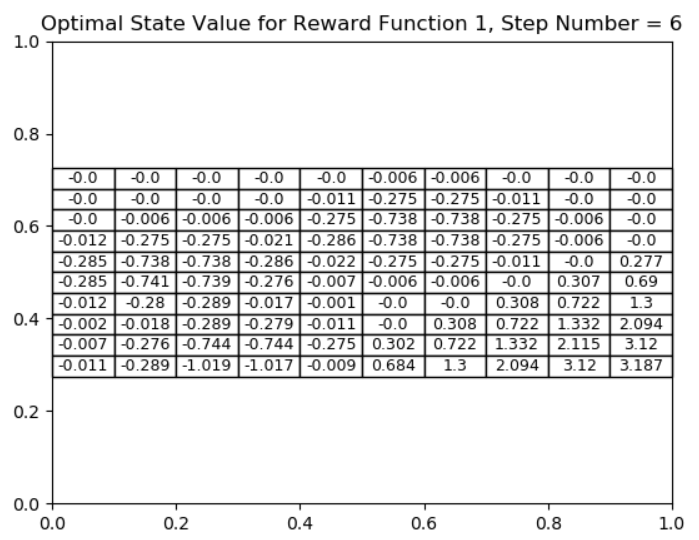 Optimal State Value for Reward Function 1, Step Number = 6
1.0
0.8
-0.0 -0.0 -0.0 -0.0 -0.0 -0.006 -0.006 -0.0 -0.0 -0.0
-0.0 -0.0 -0.0 -0.0 -0.011 -0.275 -0.275 -0.011 -0.0 -0.0
0.6
-0.0 -0.006 -0.006 -0.006 -0.275 -0.738 -0.738 -0.275 -0.006 -0.0
-0.012 -0.275 -0.275 -0.021 -0.286 -0.738 -0.738 -0.275 -0.006 -0.0
-0.285 -0.738 -0.738 -0.286 -0.022 -0.275 -0.275 -0.011 -0.0 0.277
-0.285 -0.741 -0.739 -0.276 -0.007 -0.006 -0.006 -0.0 0.307 0.69
-0.012 -0.28 -0.289 -0.017 -0.001 -0.0 -0.0 0.308 0.722 1.3
0.4
-0.002 -0.018 -0.289 -0.279 -0.011 -0.0 0.308 0.722 1.332 2.094
-0.007 -0.276 -0.744 -0.744 -0.275 0.302 0.722 1.332 2.115 3.12
-0.011 -0.289 -1.019 -1.017 -0.009 0.684 1.3 2.094 3.12 3.187
0.2
0.0
0.0 0.2 0.4 0.6 0.8 1.0